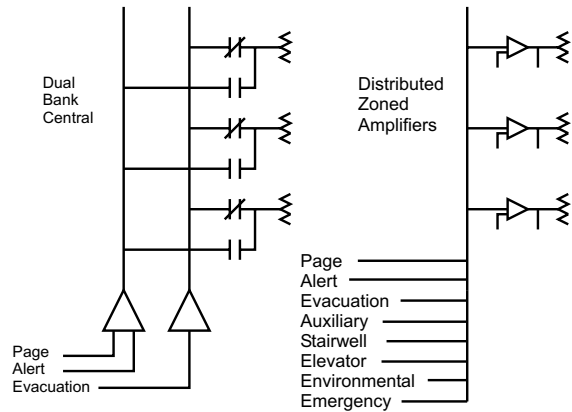 Dual
Bank
Central
Page
Alert
Evacuation
Distributed
Zoned
Amplifiers
Page
Alert
Evacuation
Auxiliary
Stairwell
Elevator
Environmental
Emergency